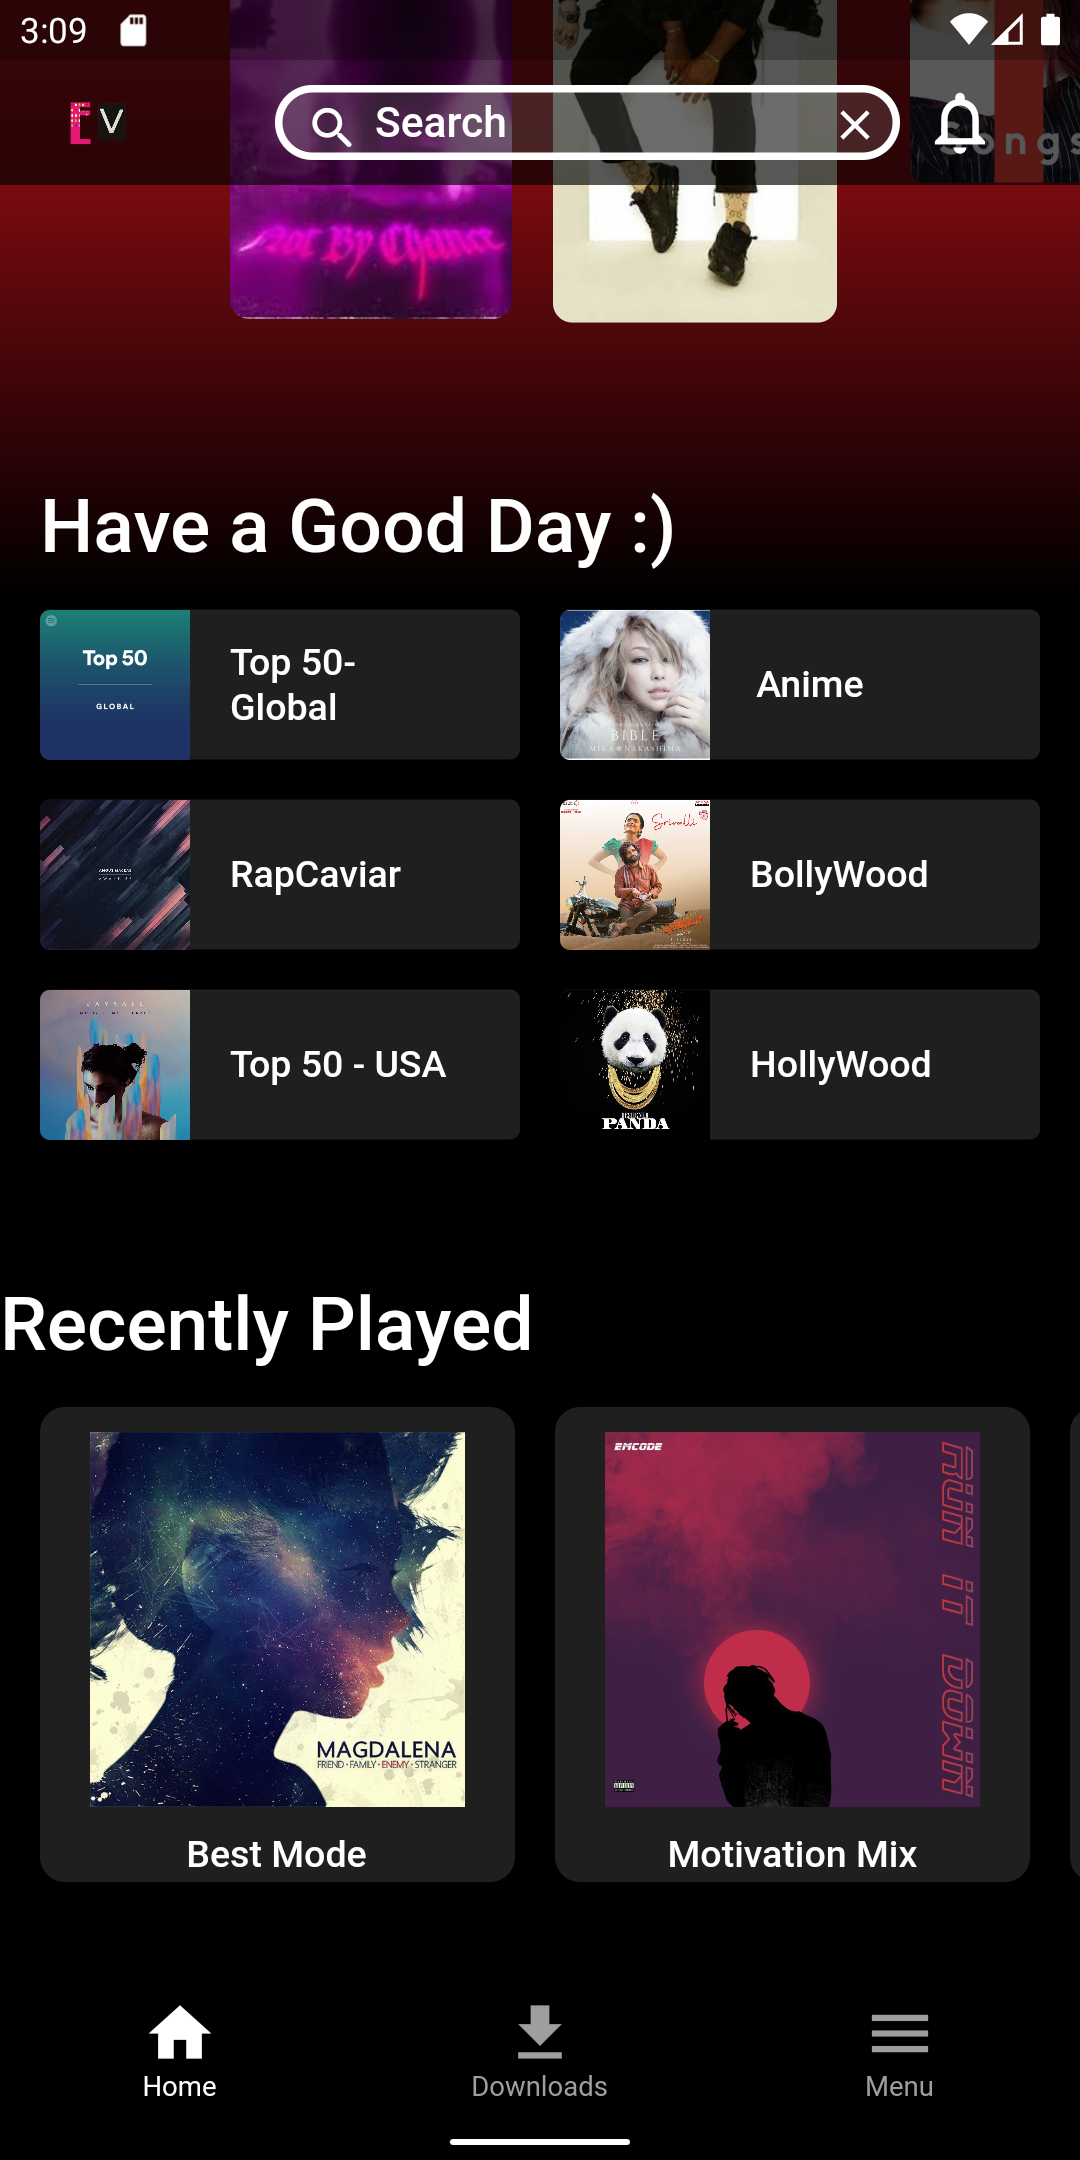 3:09
E V
Search
Songs
Not By Chance
Have a Good Day :)
Top 50
GLOBAL
Top 50-
Global
BIBLE
MIKA NAKASHIMA
Anime
RapCaviar
Srivalli
BollyWood
Top 50 - USA
PANDA
HollyWood
Recently Played
MAGDALENA
FRIEND • FAMILY • ENEMY • STRANGER
Best Mode
EMCODE
RUN IT DOWN
Motivation Mix
Home
Downloads
Menu